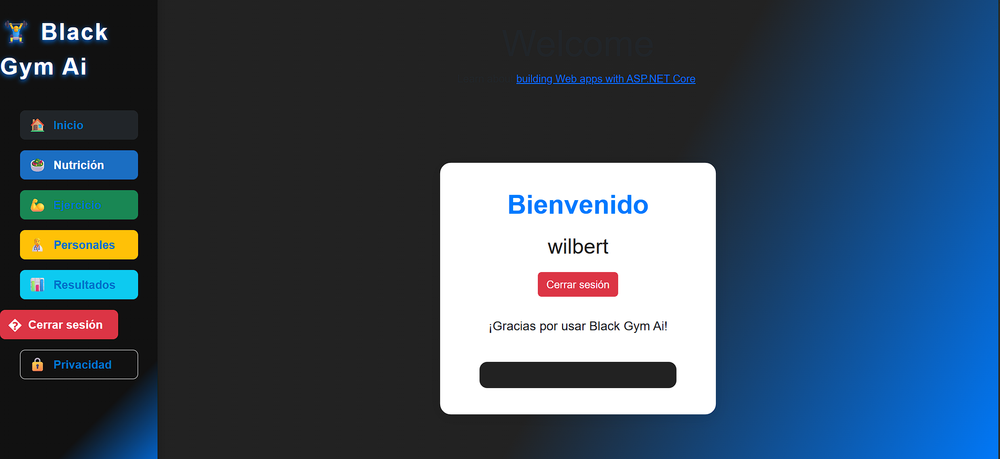 Black
Gym Ai
Inicio
Nutrición
Ejercicio
Personales
Resultados
Cerrar sesión
Privacidad
Welcome
Learn about building Web apps with ASP.NET Core
Bienvenido
wilbert
Cerrar sesión
¡Gracias por usar Black Gym Ai!